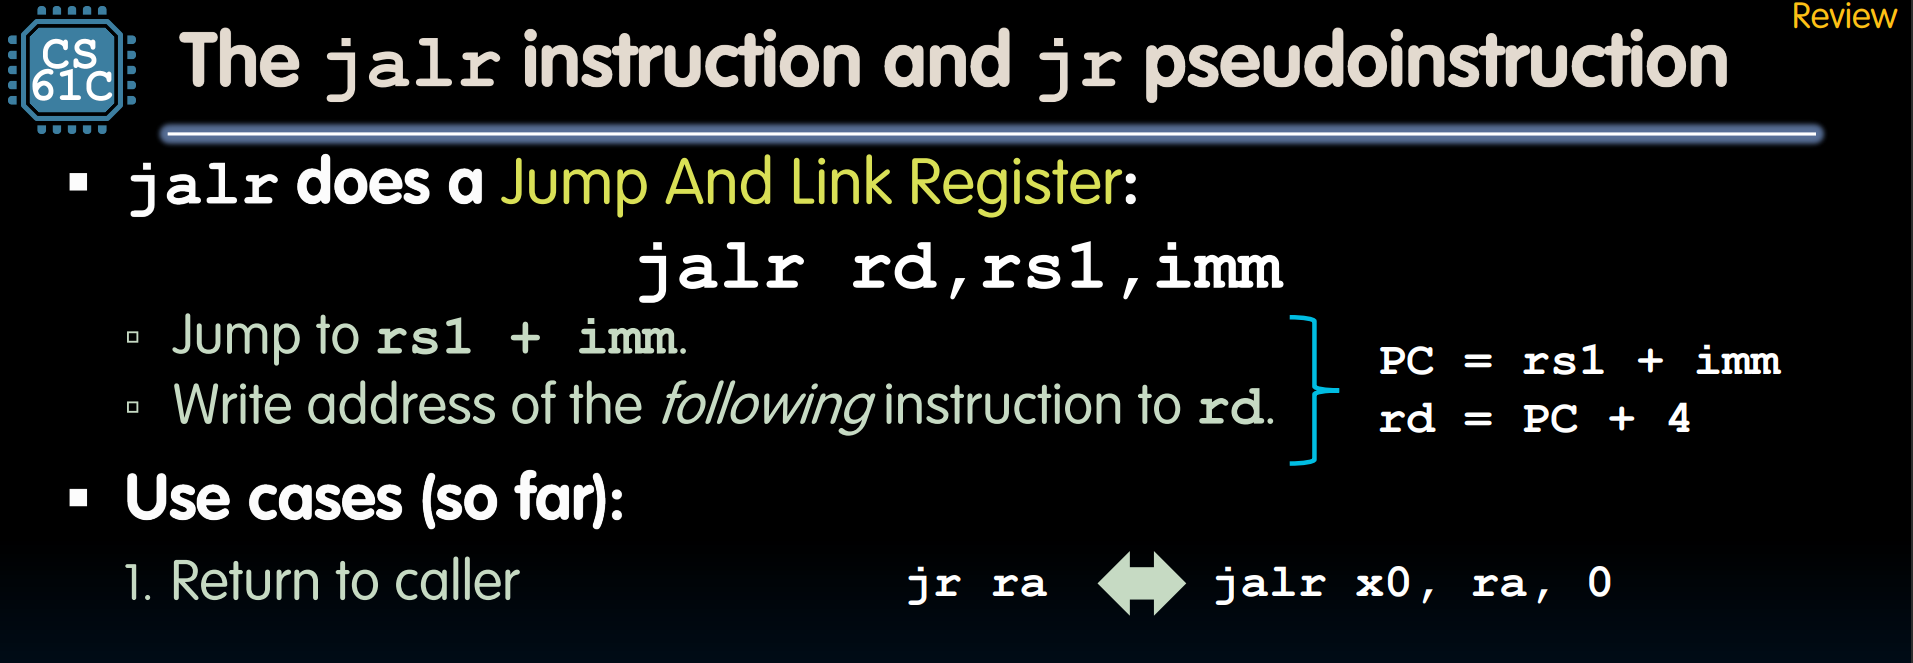 Review
CS
61C
The jalr instruction and jr pseudoinstruction
▪ jalr does a Jump And Link Register:
jalr rd,rs1,imm
▫ Jump to rs1 + imm.
▫ Write address of the following instruction to rd.
PC = rs1 + imm
rd = PC + 4
▪ Use cases (so far):
1. Return to caller
jr ra ⬌ jalr x0, ra, 0